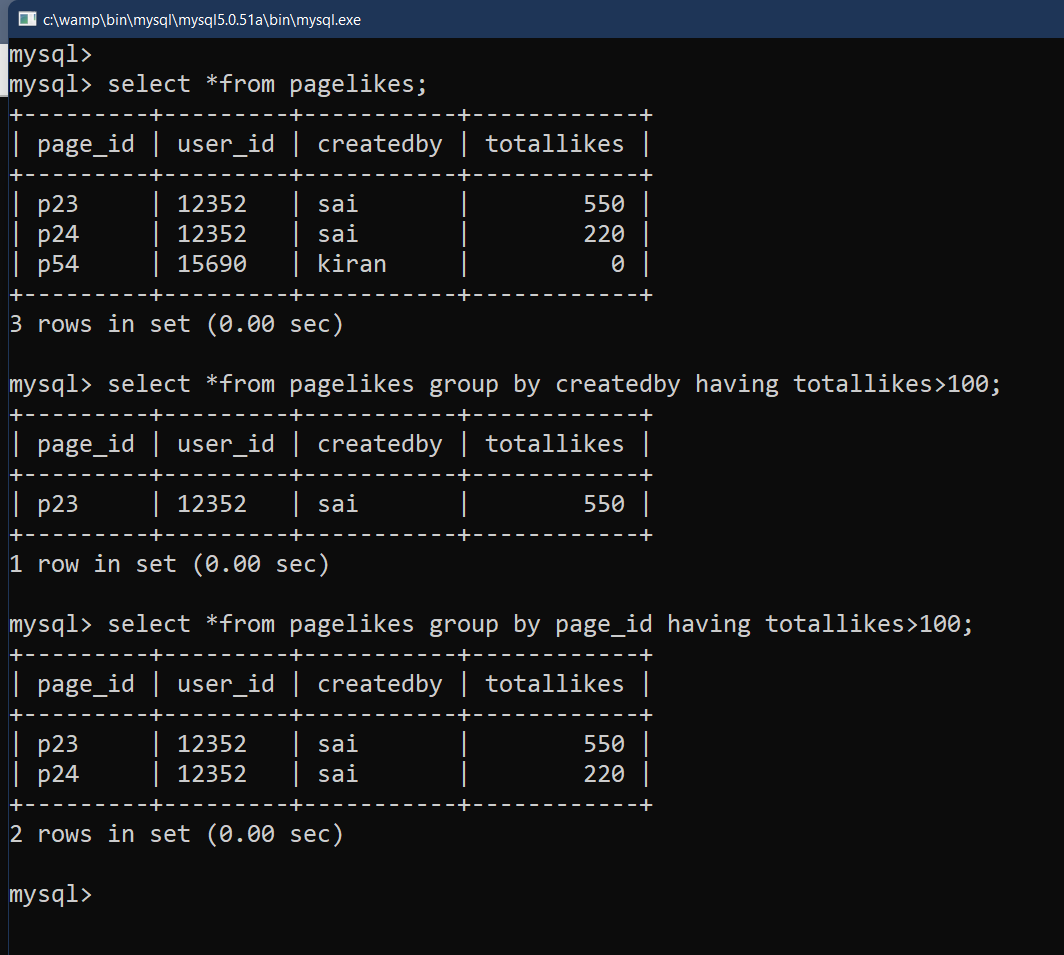 c:\wamp\bin\mysql\mysql5.0.51a\bin\mysql.exe
mysql>
mysql> select *from pagelikes;
+---------+---------+-----------+------------+
| page_id | user_id | createdby | totallikes |
+---------+---------+-----------+------------+
| p23     | 12352   | sai       |        550 |
| p24     | 12352   | sai       |        220 |
| p54     | 15690   | kiran     |          0 |
+---------+---------+-----------+------------+
3 rows in set (0.00 sec)

mysql> select *from pagelikes group by createdby having totallikes>100;
+---------+---------+-----------+------------+
| page_id | user_id | createdby | totallikes |
+---------+---------+-----------+------------+
| p23     | 12352   | sai       |        550 |
+---------+---------+-----------+------------+
1 row in set (0.00 sec)

mysql> select *from pagelikes group by page_id having totallikes>100;
+---------+---------+-----------+------------+
| page_id | user_id | createdby | totallikes |
+---------+---------+-----------+------------+
| p23     | 12352   | sai       |        550 |
| p24     | 12352   | sai       |        220 |
+---------+---------+-----------+------------+
2 rows in set (0.00 sec)

mysql>